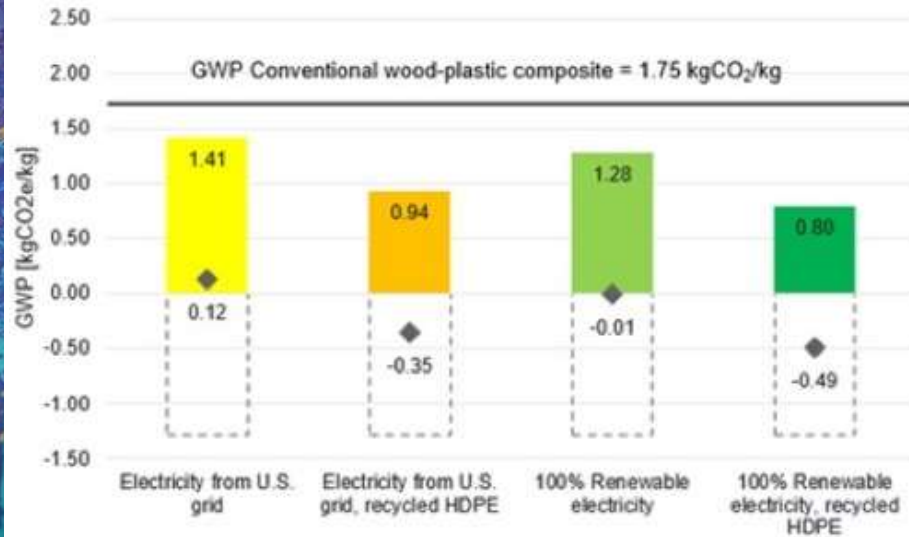 2.50
2.00
GWP Conventional wood-plastic composite = 1.75 kgCO₂/kg
1.50
1.41
1.28
1.00
0.94
0.80
0.50
0.00
0.12
-0.01
-0.35
-0.49
-0.50
-1.00
-1.50
GWP [kgCO2e/kg]
Electricity from U.S.
grid
Electricity from U.S.
grid, recycled HDPE
100% Renewable
electricity
100% Renewable
electricity, recycled
HDPE